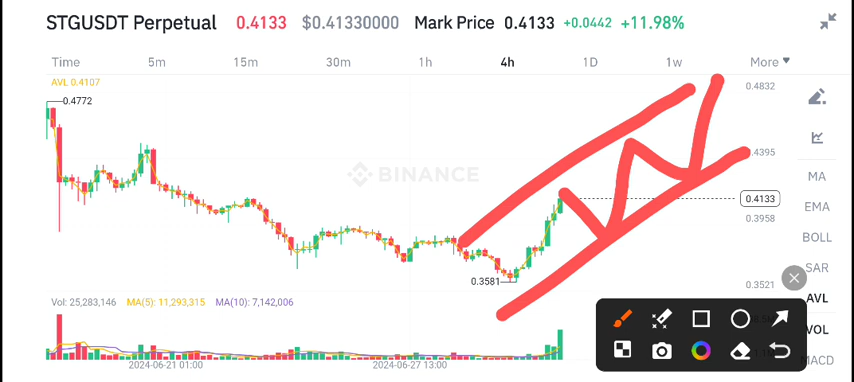 STGUSDT Perpetual 0.4133 $0.41330000 Mark Price 0.4133 +0.0442 +11.98%
Time 5m 15m 30m 1h 4h 1D 1w More
AVL 0.4107
0.4832
0.4772
BINANCE
.4395
MA
0.4133
EMA
0.3958
BOLL
SAR
0.3581
0.3521
AVL
Vol: 25,283,146 MA(5): 11,293,315 MA(10): 7,142,006
VOL
MACD
2024-06-21 01:00 2024-06-27 13:00